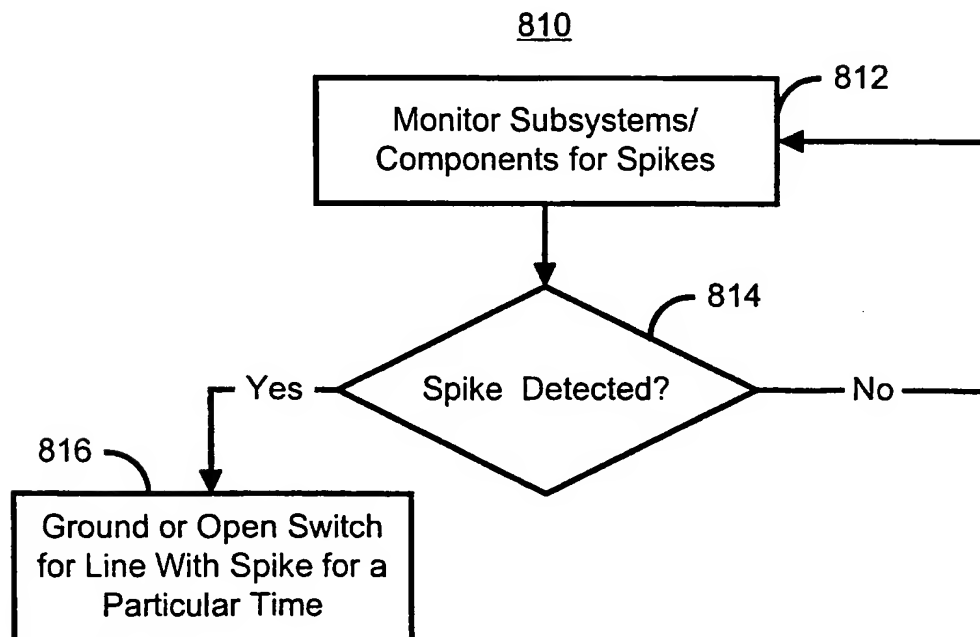 810
812
Monitor Subsystems/
Components for Spikes
814
Spike Detected?
Yes
No
816
Ground or Open Switch
for Line With Spike for a
Particular Time